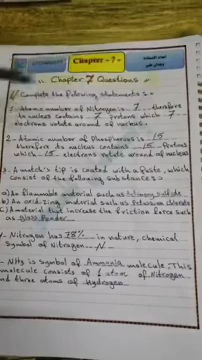 Chapter - 7 -
Chapter 7 Questions
Complete the following statements:
1- Atomic number of Nitrogen is 7 therefore
its nucleus contains 7 protons which 7
electrons rotate around of nucleus
2- Atomic number of phosphorus is 15
therefore its nucleus contains 15 protons
which 15 electrons rotate around of nucleus
3. A match's tip is coated with a paste, which
consist of the following substances:
a) An flammable material such as Antimony sulfide
b) An oxidizing material such as Potassium chlorate
c) A material that increase the friction force such
as glass Powder
4- Nitrogen has 78% in nature, chemical
symbol of Nitrogen N
- NH3 is symbol of Ammonia molecule, This
molecule consists of 1 atom of Nitrogen
and three atoms of Hydrogen